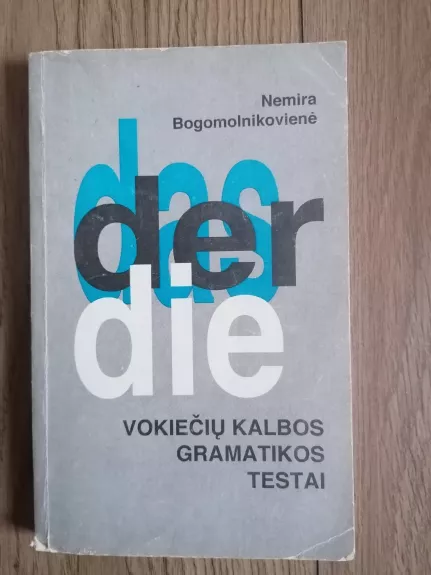 Nemira
Bogomolnikovienė
das
der
die
VOKIEČIŲ KALBOS
GRAMATIKOS
TESTAI